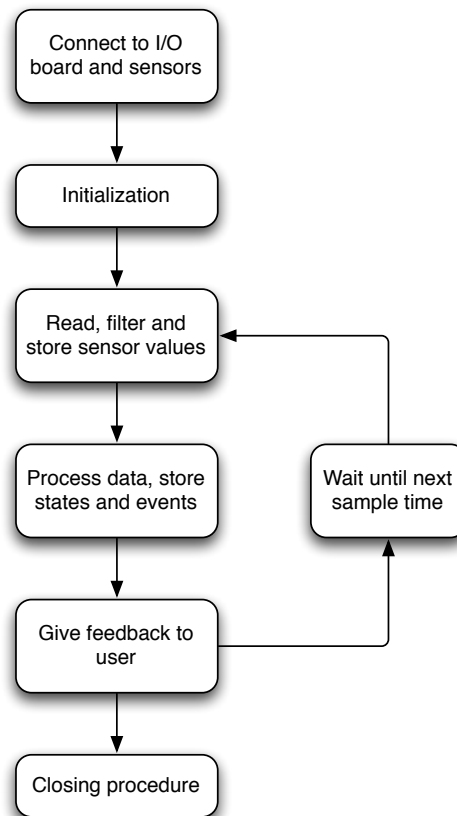 Connect to I/O
board and sensors
Initialization
Read, filter and
store sensor values
Process data, store
states and events
Wait until next
sample time
Give feedback to
user
Closing procedure